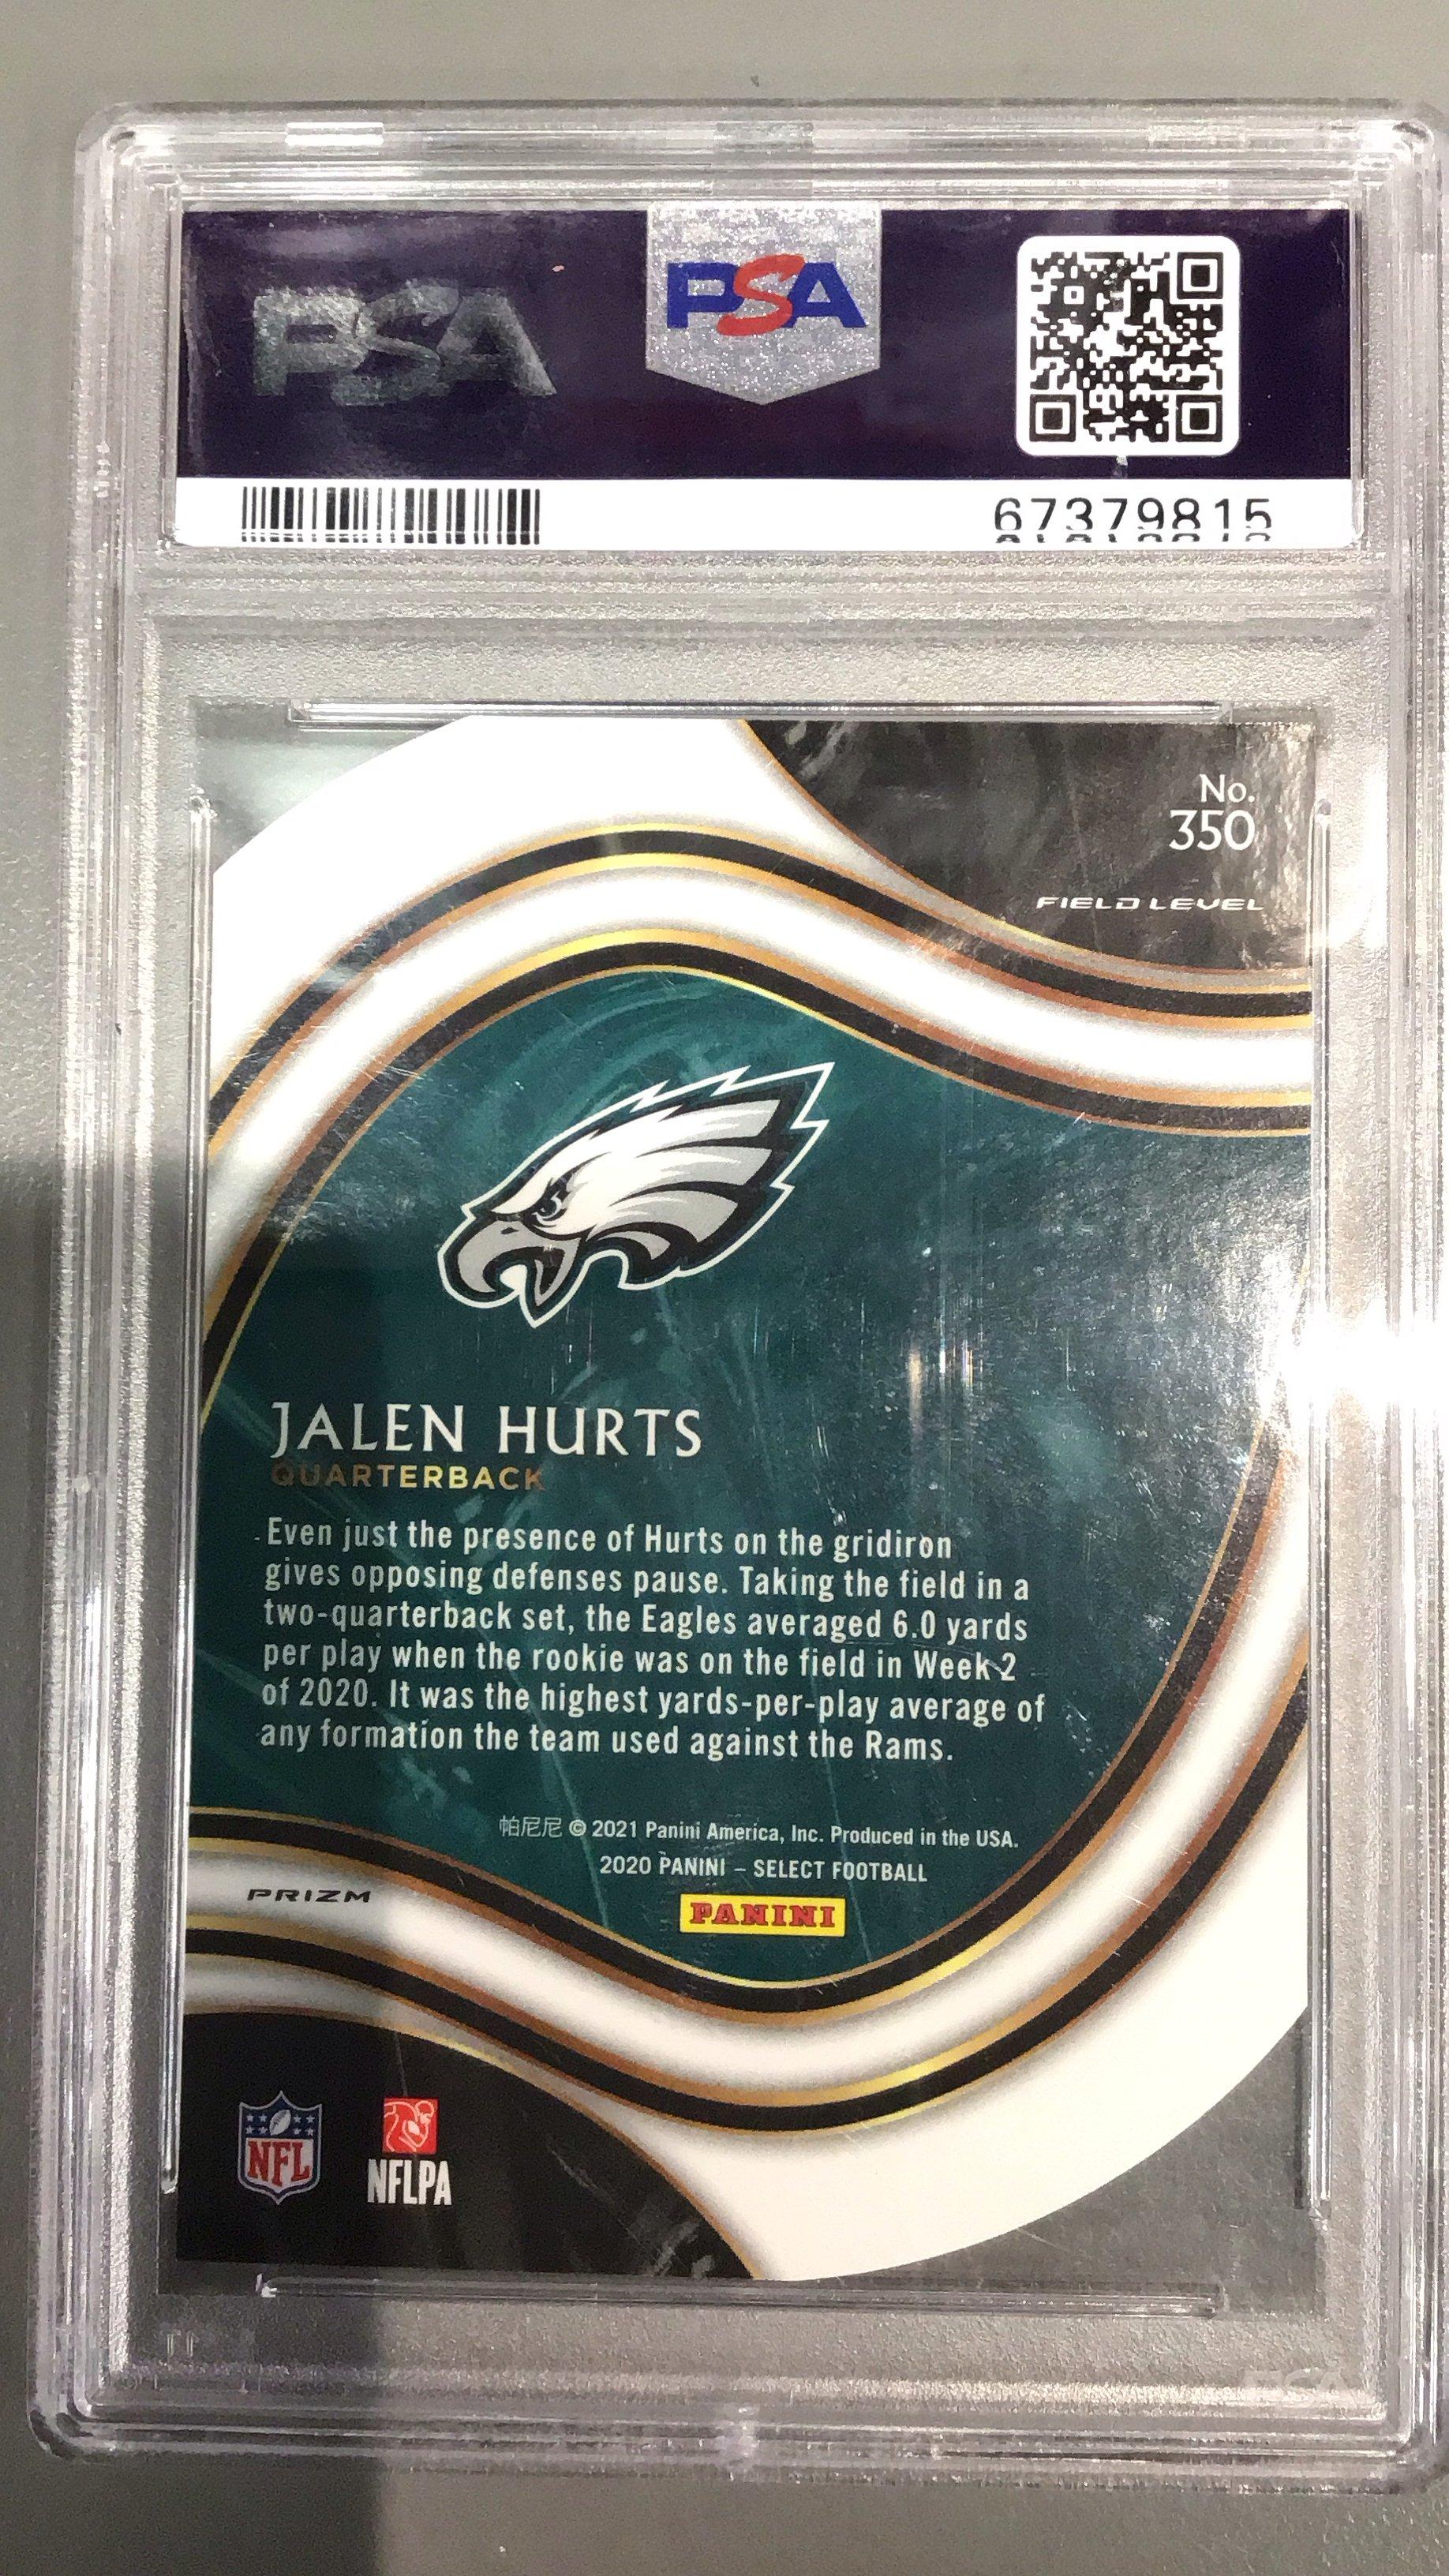 PSA
PSA
67379815
No.
350
FIELD LEVEL
JALEN HURTS
QUARTERBACK
Even just the presence of Hurts on the gridiron
gives opposing defenses pause. Taking the field in a
two-quarterback set, the Eagles averaged 6.0 yards
per play when the rookie was on the field in Week 2
of 2020. It was the highest yards-per-play average of
any formation the team used against the Rams.
帕尼尼 © 2021 Panini America, Inc. Produced in the USA.
2020 PANINI – SELECT FOOTBALL
PRIZM
PANINI
NFL
NFLPA
PSA